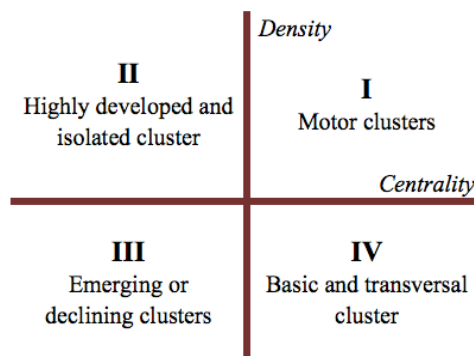 Density
II
Highly developed and
isolated cluster
I
Motor clusters
Centrality
III
Emerging or
declining clusters
IV
Basic and transversal
cluster